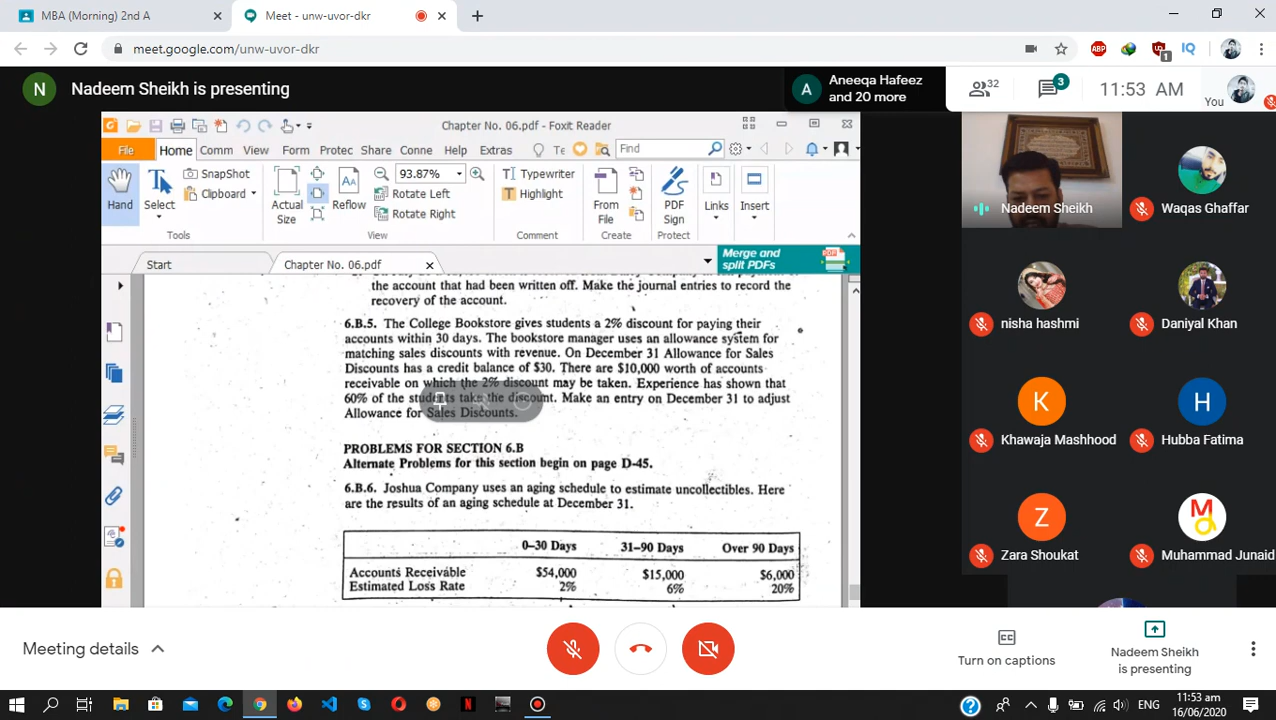 MBA (Morning) 2nd A
Meet - unw-uvor-dkr
meet.google.com/unw-uvor-dkr
ABP
1
IQ
N
Nadeem Sheikh is presenting
A
Aneeqa Hafeez
and 20 more
32
3
11:53 AM
You
Chapter No. 06.pdf - Foxit Reader
File
Home
Comm
View
Form
Protec
Share
Conne
Help
Extras
Te
Find
Hand
Select
SnapShot
Clipboard
Actual
Size
Reflow
93.87%
Rotate Left
Rotate Right
Typewriter
Highlight
From
File
PDF
Sign
Links
Insert
Tools
View
Comment
Create
Protect
Start
Chapter No. 06.pdf
Merge and
split PDFs
the account that had been written off. Make the journal entries to record the
recovery of the account.
6.B.5. The College Bookstore gives students a 2% discount for paying their
accounts within 30 days. The bookstore manager uses an allowance system for
matching sales discounts with revenue. On December 31 Allowance for Sales
Discounts has a credit balance of $30. There are $10,000 worth of accounts
receivable on which the 2% discount may be taken. Experience has shown that
60% of the students take the discount. Make an entry on December 31 to adjust
Allowance for Sales Discounts.
PROBLEMS FOR SECTION 6.B
Alternate Problems for this section begin on page D-45.
6.B.6. Joshua Company uses an aging schedule to estimate uncollectibles. Here
are the results of an aging schedule at December 31.
0–30 Days 31–90 Days Over 90 Days
Accounts Receivable $54,000 $15,000 $6,000
Estimated Loss Rate 2% 6% 20%
Nadeem Sheikh
Waqas Ghaffar
nisha hashmi
Daniyal Khan
K
Khawaja Mashhood
H
Hubba Fatima
Z
Zara Shoukat
Muhammad Junaid
Meeting details
Turn on captions
Nadeem Sheikh
is presenting
ENG
11:53 am
16/06/2020